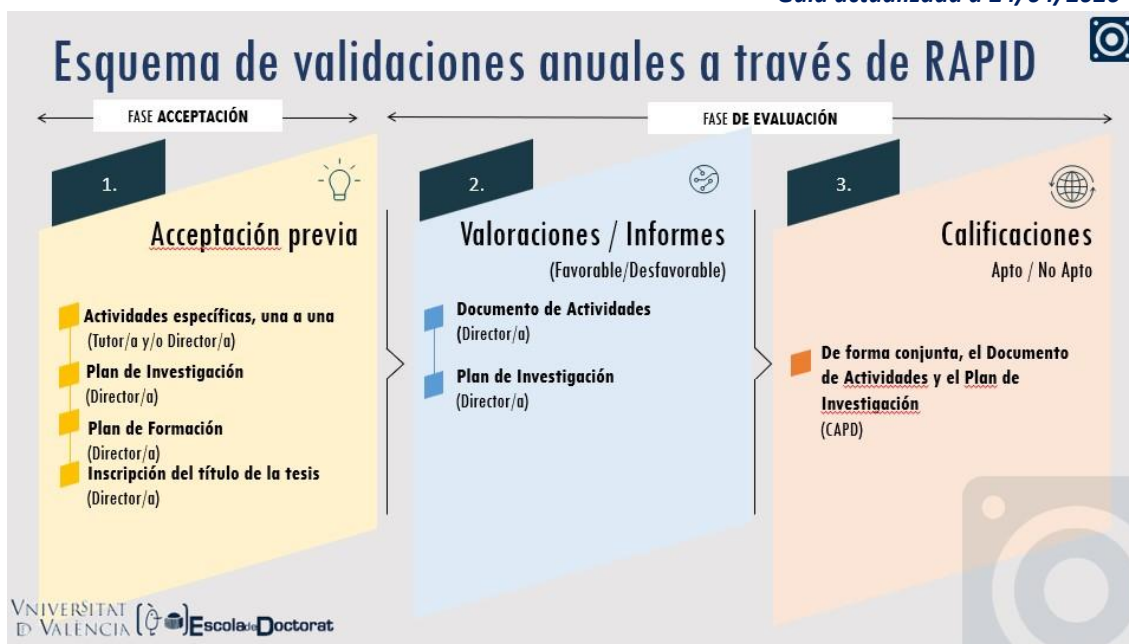 Esquema de validaciones anuales a través de RAPID
FASE ACCEPTACIÓN
FASE DE EVALUACIÓN
1.
Acceptación previa
Actividades específicas, una a una
(Tutor/a y/o Director/a)
Plan de Investigación
(Director/a)
Plan de Formación
(Director/a)
Inscripción del título de la tesis
(Director/a)
2.
Valoraciones / Informes
(Favorable/Desfavorable)
Documento de Actividades
(Director/a)
Plan de Investigación
(Director/a)
3.
Calificaciones
Apto / No Apto
De forma conjunta, el Documento
de Actividades y el Plan de
Investigación
(CAPD)
VNIVERSITAT
D VALÈNCIA
Escola de Doctorat